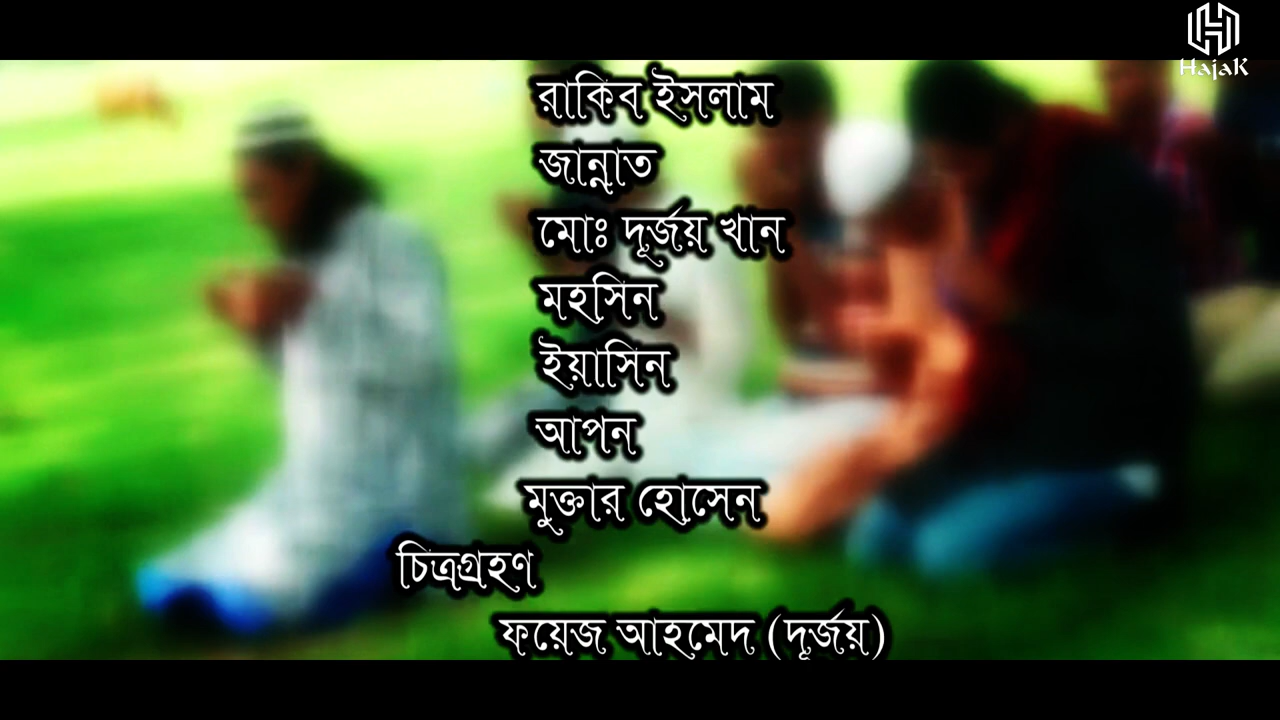 HajaK
রাকিব ইসলাম
জান্নাত
মোঃ দূর্জয় খান
মহসিন
ইয়াসিন
আপন
মুক্তার হোসেন
চিত্রগ্রহণ
ফয়েজ আহমেদ (দূর্জয়)